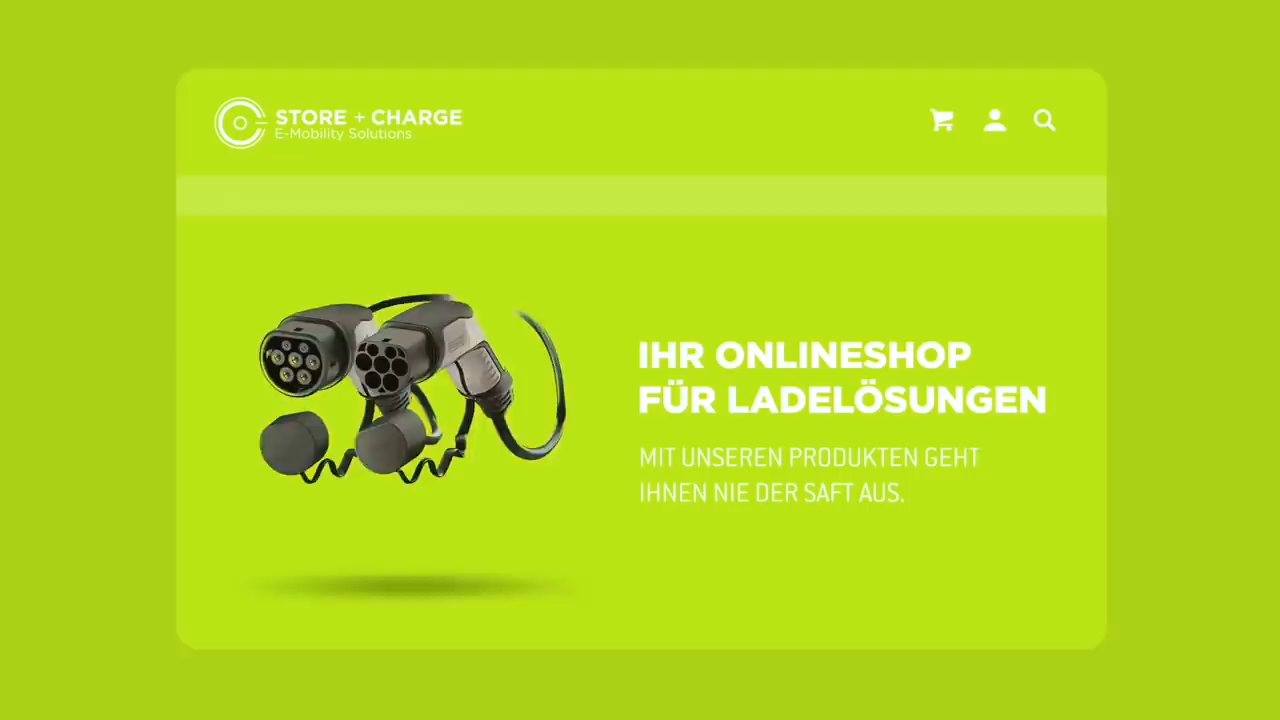 STORE + CHARGE
E-Mobility Solutions
IHR ONLINESHOP
FÜR LADELÖSUNGEN
MIT UNSEREN PRODUKTEN GEHT
IHNEN NIE DER SAFT AUS.